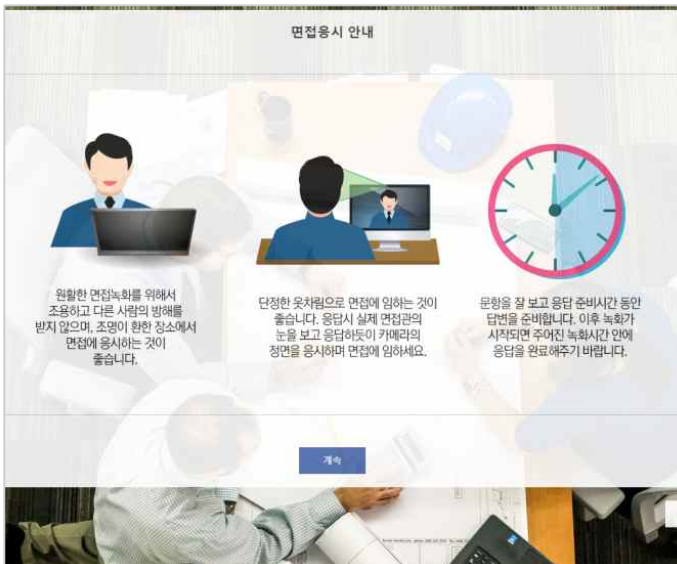 면접응시 안내
원활한 면접녹화를 위해서
조용하고 다른 사람의 방해를
받지 않으며, 조명이 환한 장소에서
면접에 응시하는 것이
좋습니다.
단정한 옷차림으로 면접에 임하는 것이
좋습니다. 응답시 실제 면접관의
눈을 보고 응답하듯이 카메라의
정면을 응시하며 면접에 임하세요.
문항을 잘 보고 응답 준비시간 동안
답변을 준비합니다. 이후 녹화가
시작되면 주어진 녹화시간 안에
응답을 완료해주기 바랍니다.
계속